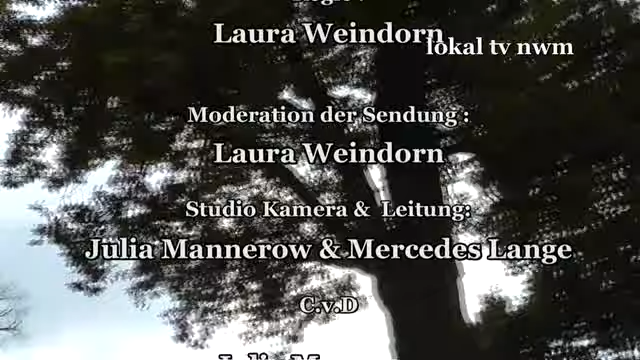 Laura Weindorn
lokal tv nwm
Moderation der Sendung :
Laura Weindorn
Studio Kamera & Leitung:
Julia Mannerow & Mercedes Lange
C.v.D